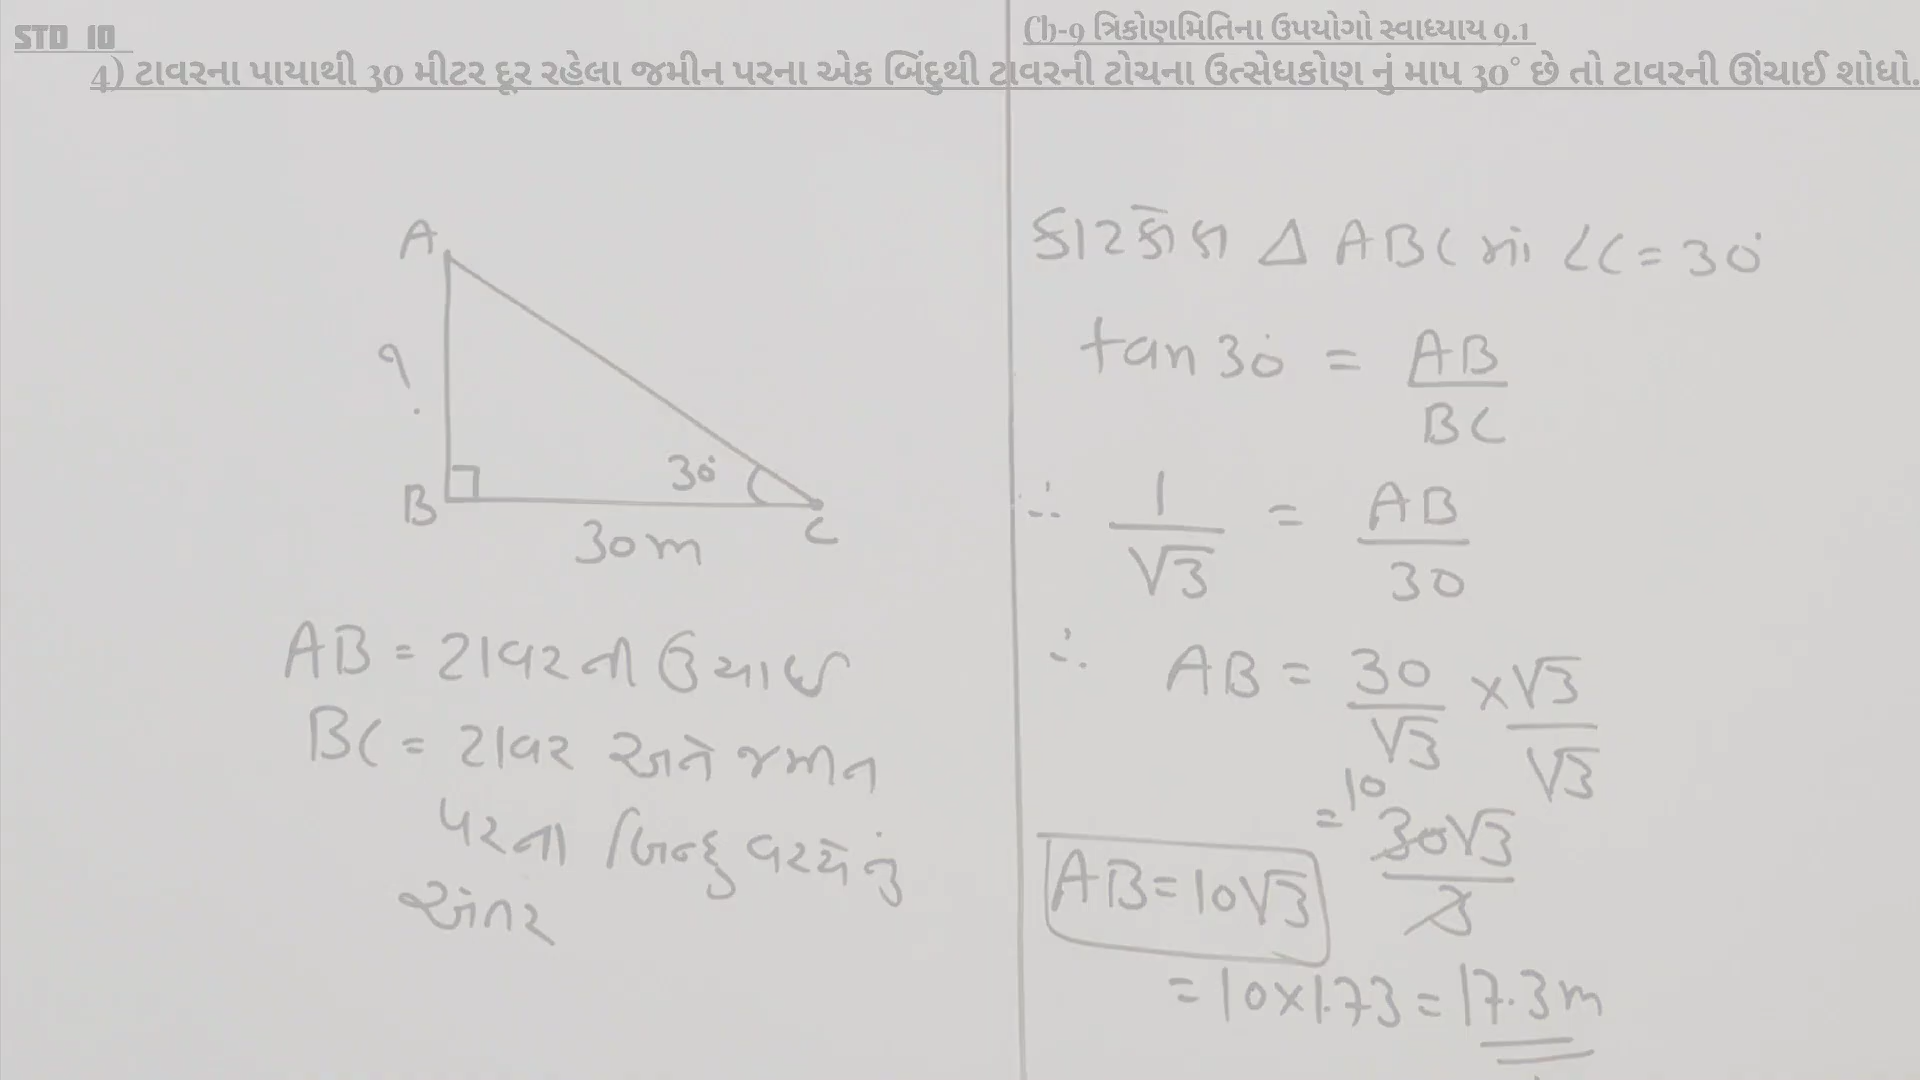 STD 10
Ch-9 ત્રિકોણમિતિના ઉપયોગો સ્વાધ્યાય 9.1
4) ટાવરના પાયાથી 30 મીટર દૂર રહેલા જમીન પરના એક બિંદુથી ટાવરની ટોચના ઉત્સેધકોણ નું માપ 30° છે તો ટાવરની ઊંચાઈ શોધો.
A
?
B
30°
C
30m
AB = ટાવર ની ઉચાઈ
BC = ટાવર અને જમીન
પરના બિન્દુ વચ્ચે નું
અંતર
કાટકોણ Δ ABC માં ∠C = 30°
tan 30° = AB/BC
∴ 1/√3 = AB/30
∴ AB = 30/√3 × √3/√3
= 10
30√3/3
AB = 10√3
= 10×1.73 = 17.3m